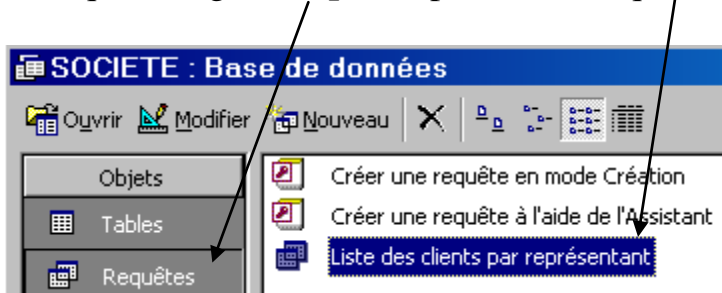 SOCIETE : Base de données
Ouvrir Modifier Nouveau
Objets
Tables
Requêtes
Créer une requête en mode Création
Créer une requête à l'aide de l'Assistant
Liste des clients par représentant